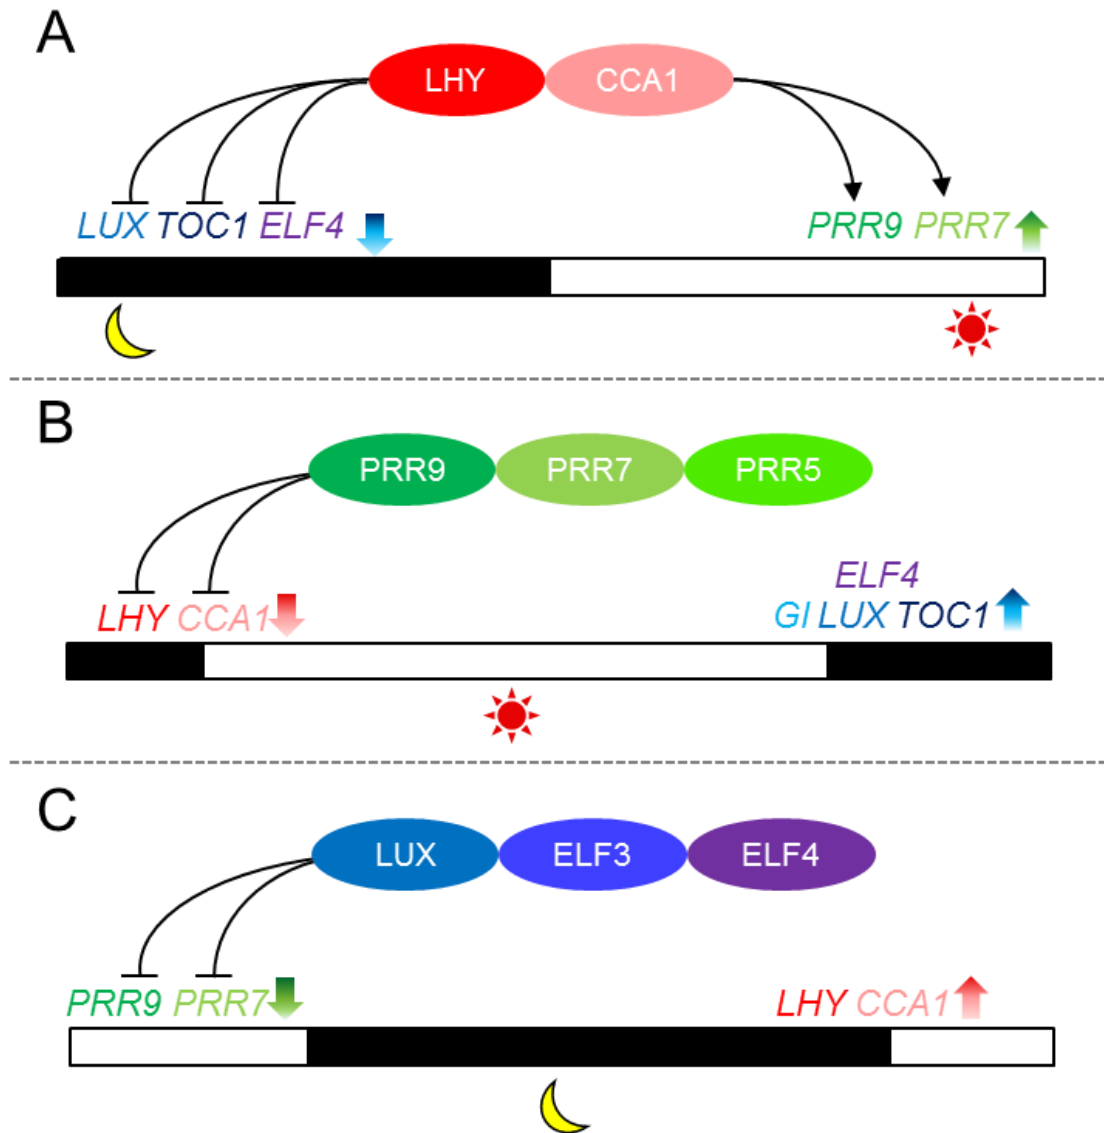 A
LHY CCA1
LUX TOC1 ELF4 PRR9 PRR7
B
PRR9 PRR7 PRR5
ELF4
LHY CCA1 GI LUX TOC1
C
LUX ELF3 ELF4
PRR9 PRR7 LHY CCA1